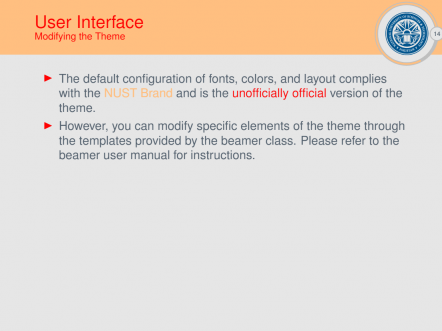 User Interface
Modifying the Theme
14
The default configuration of fonts, colors, and layout complies
with the NUST Brand and is the unofficially official version of the
theme.
However, you can modify specific elements of the theme through
the templates provided by the beamer class. Please refer to the
beamer user manual for instructions.